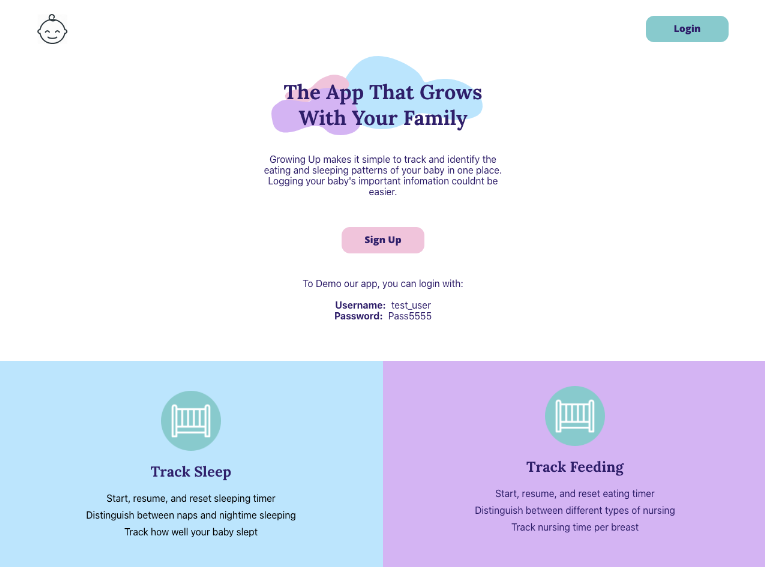 Login
The App That Grows
With Your Family
Growing Up makes it simple to track and identify the
eating and sleeping patterns of your baby in one place.
Logging your baby's important infomation couldnt be
easier.
Sign Up
To Demo our app, you can login with:
Username: test_user
Password: Pass5555
Track Sleep
Start, resume, and reset sleeping timer
Distinguish between naps and nightime sleeping
Track how well your baby slept
Track Feeding
Start, resume, and reset eating timer
Distinguish between different types of nursing
Track nursing time per breast